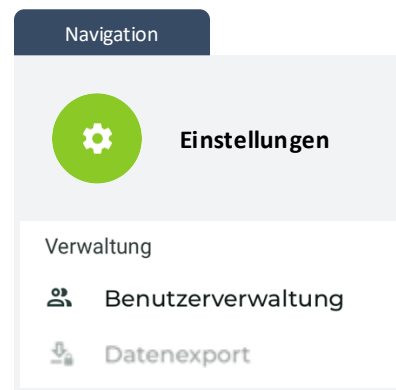 Navigation
Einstellungen
Verwaltung
Benutzerverwaltung
Datenexport